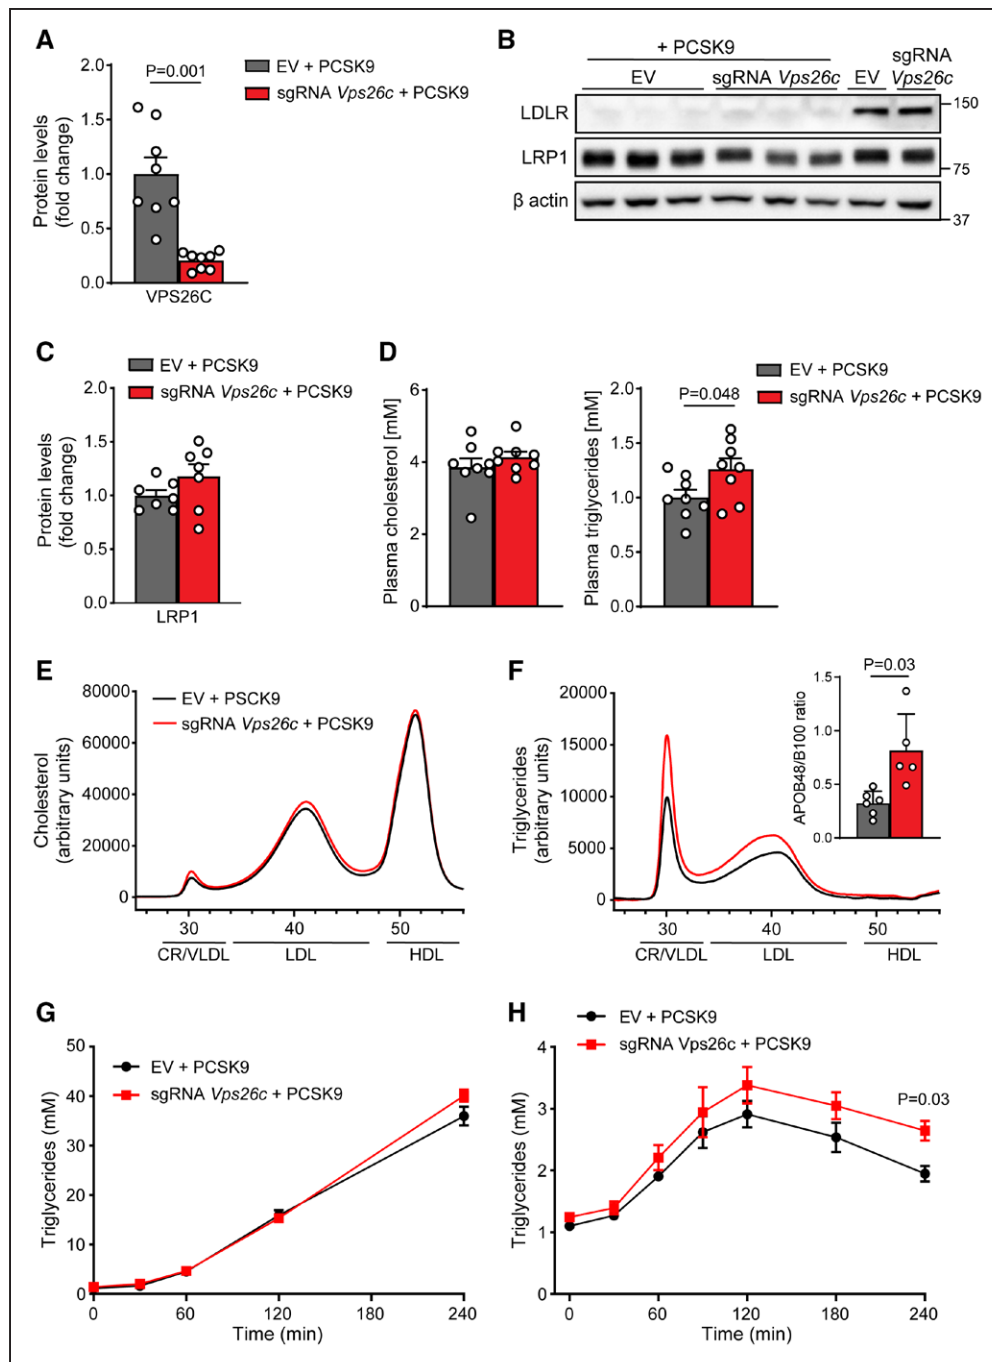 A
Protein levels
(fold change)
2.0
1.5
1.0
0.5
0.0
P=0.001
VPS26C
EV + PCSK9
sgRNA Vps26c + PCSK9
B
+ PCSK9
EV
sgRNA Vps26c
EV
sgRNA
Vps26c
LDLR
LRP1
β actin
150
75
37
C
EV + PCSK9
sgRNA Vps26c + PCSK9
Protein levels
(fold change)
2.0
1.5
1.0
0.5
0.0
LRP1
D
Plasma cholesterol [mM]
6
4
2
0
Plasma triglycerides [mM]
2.0
1.5
1.0
0.5
0.0
P=0.048
EV + PCSK9
sgRNA Vps26c + PCSK9
E
Cholesterol
(arbitrary units)
80000
60000
40000
20000
0
EV + PSCK9
sgRNA Vps26c + PCSK9
30
40
50
CR/VLDL
LDL
HDL
F
Triglycerides
(arbitrary units)
20000
15000
10000
5000
0
30
40
50
CR/VLDL
LDL
HDL
APOB48/B100 ratio
1.5
1.0
0.5
0.0
P=0.03
G
Triglycerides (mM)
50
40
30
20
10
0
EV + PCSK9
sgRNA Vps26c + PCSK9
0
60
120
180
240
Time (min)
H
EV + PCSK9
sgRNA Vps26c + PCSK9
Triglycerides (mM)
4
3
2
1
0
P=0.03
0
60
120
180
240
Time (min)